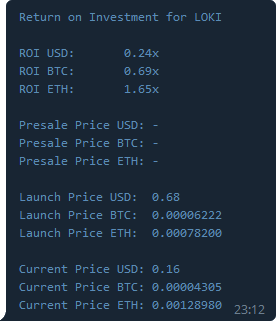 Return on Investment for LOKI
ROI USD: 0.24x
ROI BTC: 0.69x
ROI ETH: 1.65x
Presale Price USD: -
Presale Price BTC: -
Presale Price ETH: -
Launch Price USD: 0.68
Launch Price BTC: 0.00006222
Launch Price ETH: 0.00078200
Current Price USD: 0.16
Current Price BTC: 0.00004305
Current Price ETH: 0.00128980
23:12